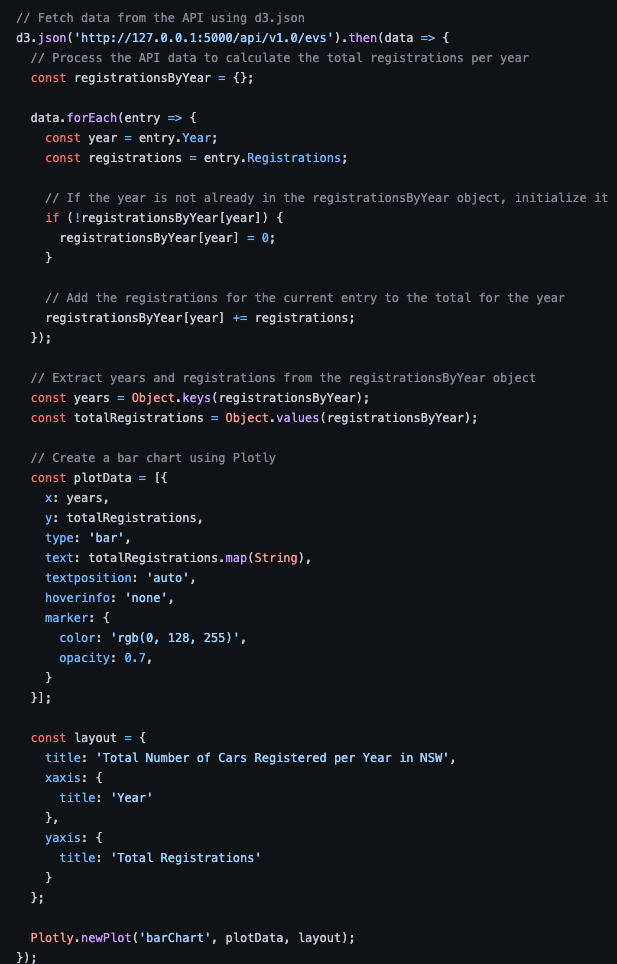 // Fetch data from the API using d3.json
d3.json('http://127.0.0.1:5000/api/v1.0/evs').then(data => {
  // Process the API data to calculate the total registrations per year
  const registrationsByYear = {};

  data.forEach(entry => {
    const year = entry.Year;
    const registrations = entry.Registrations;

    // If the year is not already in the registrationsByYear object, initialize it
    if (!registrationsByYear[year]) {
      registrationsByYear[year] = 0;
    }

    // Add the registrations for the current entry to the total for the year
    registrationsByYear[year] += registrations;
  });

  // Extract years and registrations from the registrationsByYear object
  const years = Object.keys(registrationsByYear);
  const totalRegistrations = Object.values(registrationsByYear);

  // Create a bar chart using Plotly
  const plotData = [{
    x: years,
    y: totalRegistrations,
    type: 'bar',
    text: totalRegistrations.map(String),
    textposition: 'auto',
    hoverinfo: 'none',
    marker: {
      color: 'rgb(0, 128, 255)',
      opacity: 0.7,
    }
  }];

  const layout = {
    title: 'Total Number of Cars Registered per Year in NSW',
    xaxis: {
      title: 'Year'
    },
    yaxis: {
      title: 'Total Registrations'
    }
  };

  Plotly.newPlot('barChart', plotData, layout);
});